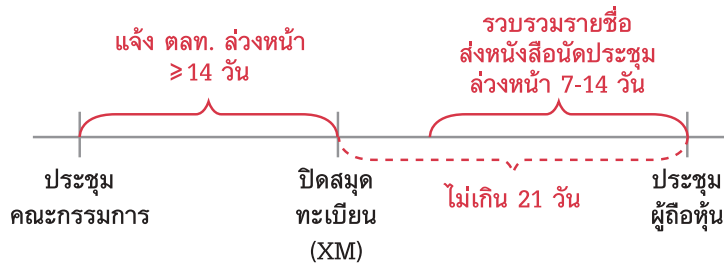 แจ้ง ตลท. ล่วงหน้า
≥14 วัน
รวบรวมรายชื่อ
ส่งหนังสือนัดประชุม
ล่วงหน้า 7-14 วัน
ประชุม
คณะกรรมการ
ปิดสมุด
ทะเบียน
(XM)
ไม่เกิน 21 วัน
ประชุม
ผู้ถือหุ้น